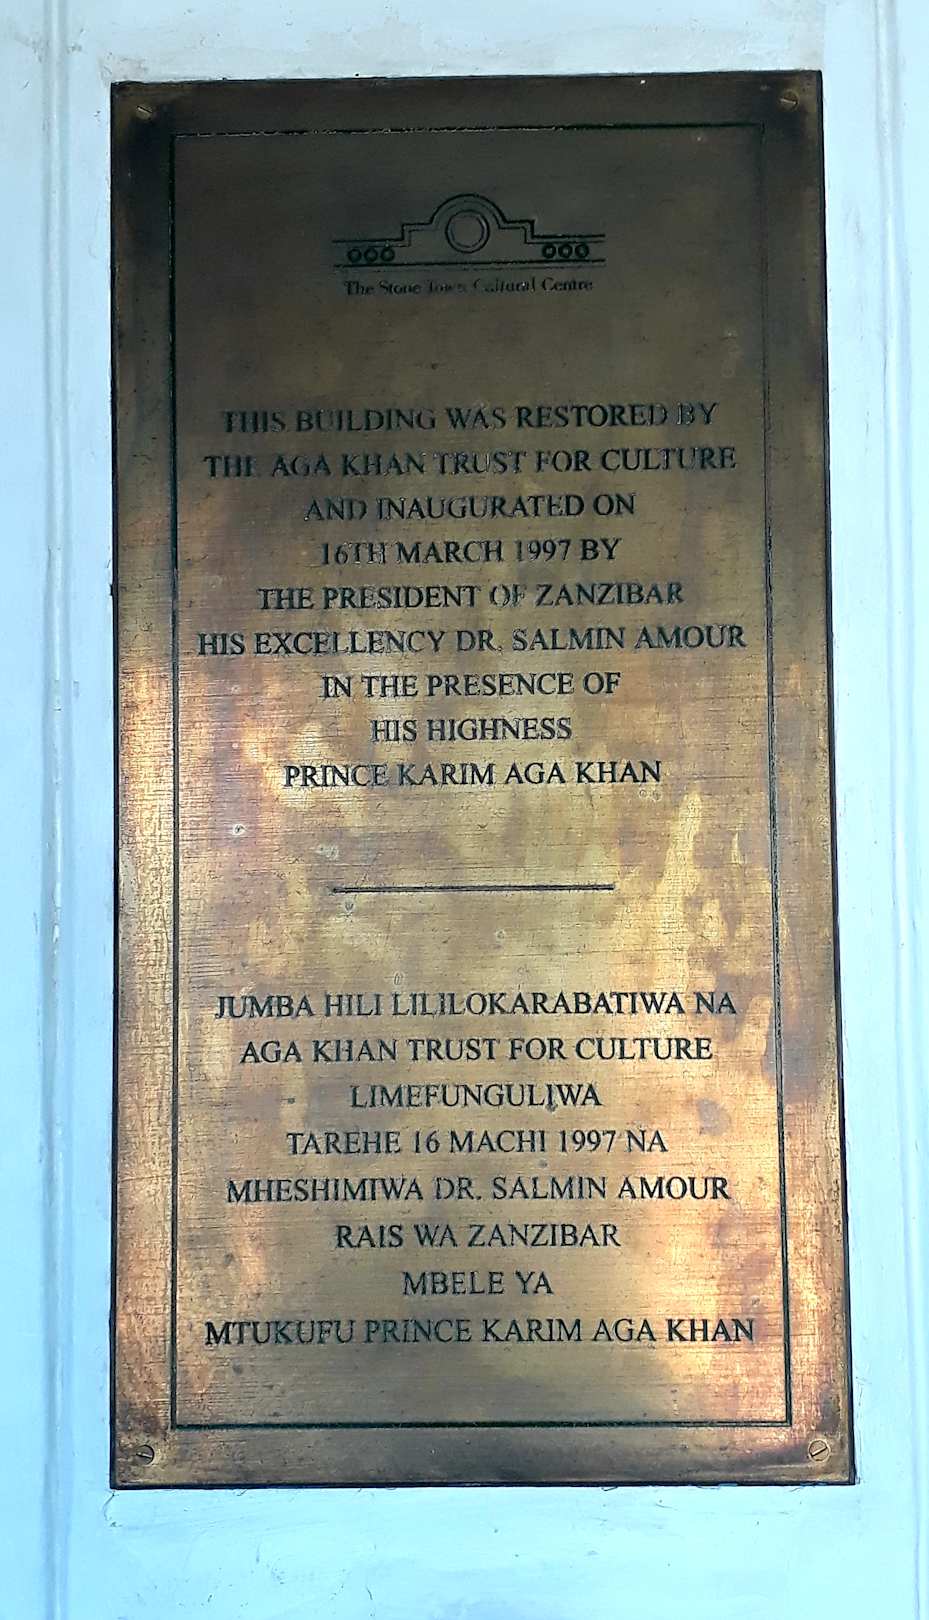 The Stone Town Cultural Centre
THIS BUILDING WAS RESTORED BY
THE AGA KHAN TRUST FOR CULTURE
AND INAUGURATED ON
16TH MARCH 1997 BY
THE PRESIDENT OF ZANZIBAR
HIS EXCELLENCY DR. SALMIN AMOUR
IN THE PRESENCE OF
HIS HIGHNESS
PRINCE KARIM AGA KHAN
JUMBA HILI LILILOKARABATIWA NA
AGA KHAN TRUST FOR CULTURE
LIMEFUNGULIWA
TAREHE 16 MACHI 1997 NA
MHESHIMIWA DR. SALMIN AMOUR
RAIS WA ZANZIBAR
MBELE YA
MTUKUFU PRINCE KARIM AGA KHAN